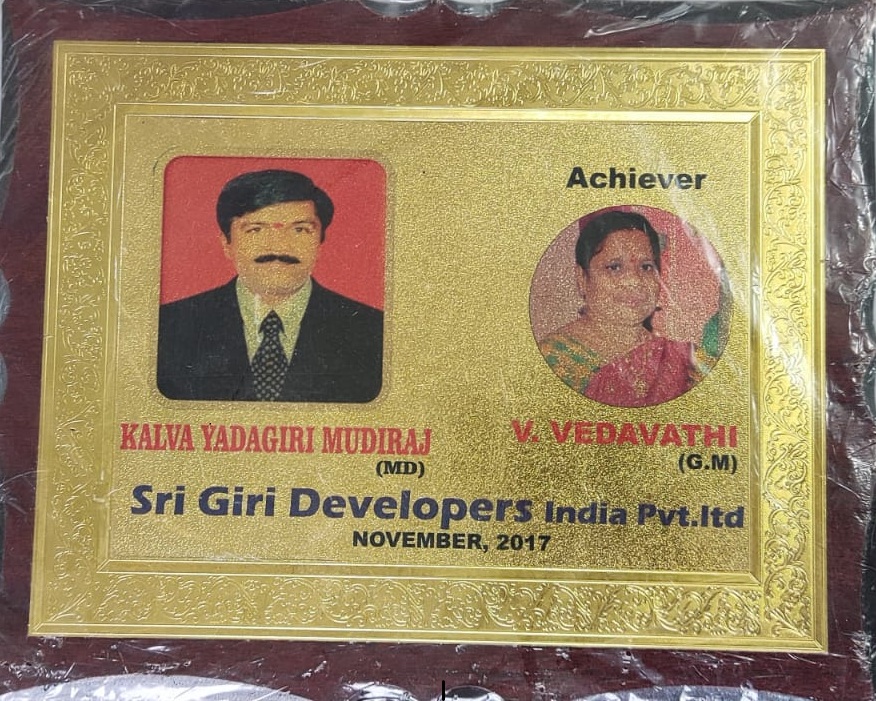 Achiever
KALVA YADAGIRI MUDIRAJ
(MD)
V. VEDAVATHI
(G.M)
Sri Giri Developers India Pvt.ltd
NOVEMBER, 2017